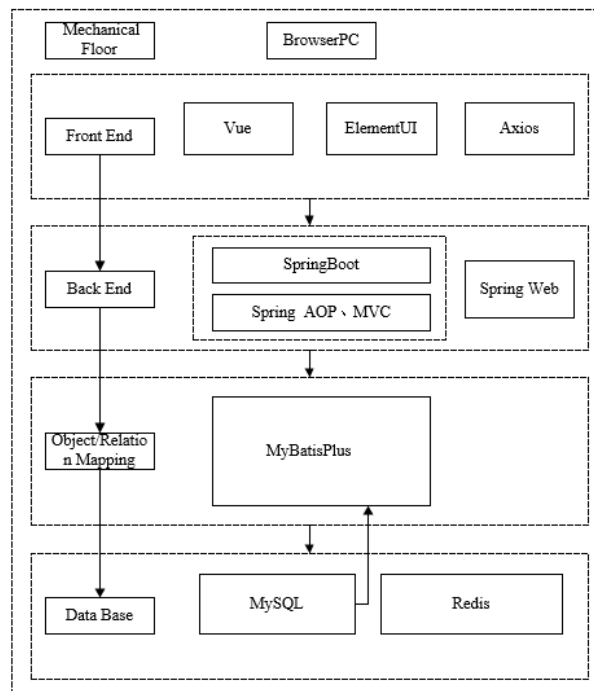 Mechanical
Floor
BrowserPC
Vue
ElementUI
Axios
Front End
SpringBoot
Back End
Spring Web
Spring AOP、MVC
Object/Relatio
n Mapping
MyBatisPlus
MySQL
Redis
Data Base